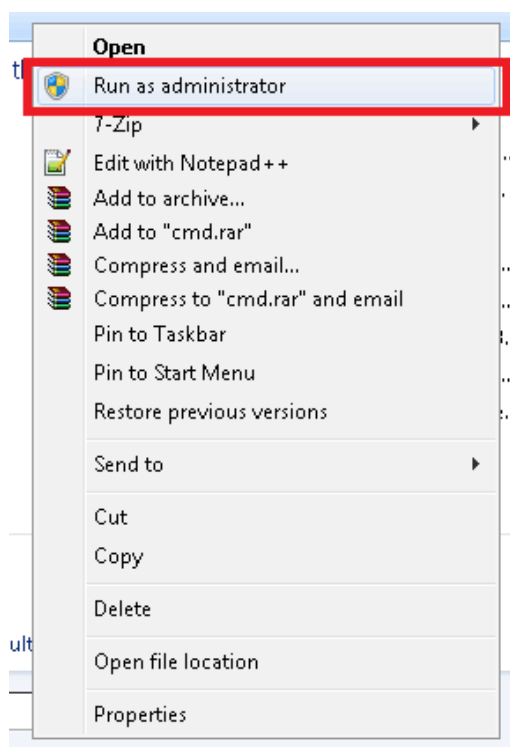 Open
Run as administrator
7-Zip
Edit with Notepad++
Add to archive...
Add to "cmd.rar"
Compress and email...
Compress to "cmd.rar" and email
Pin to Taskbar
Pin to Start Menu
Restore previous versions
Send to
Cut
Copy
Delete
ult
Open file location
Properties